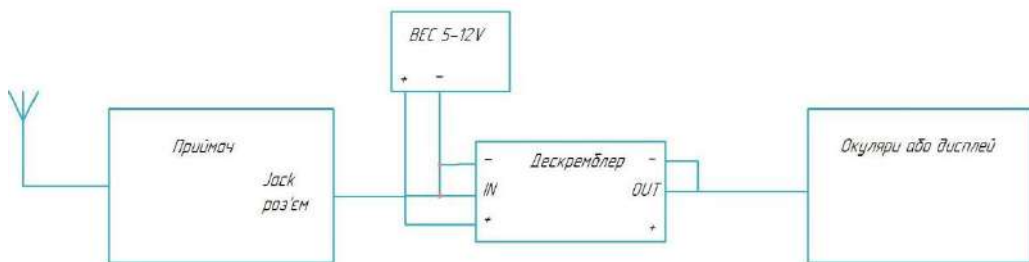 BEC 5-12V
+ -
Приймач
Jack
роз'єм
- Дескремблер -
IN OUT
+ +
Окуляри або дисплей